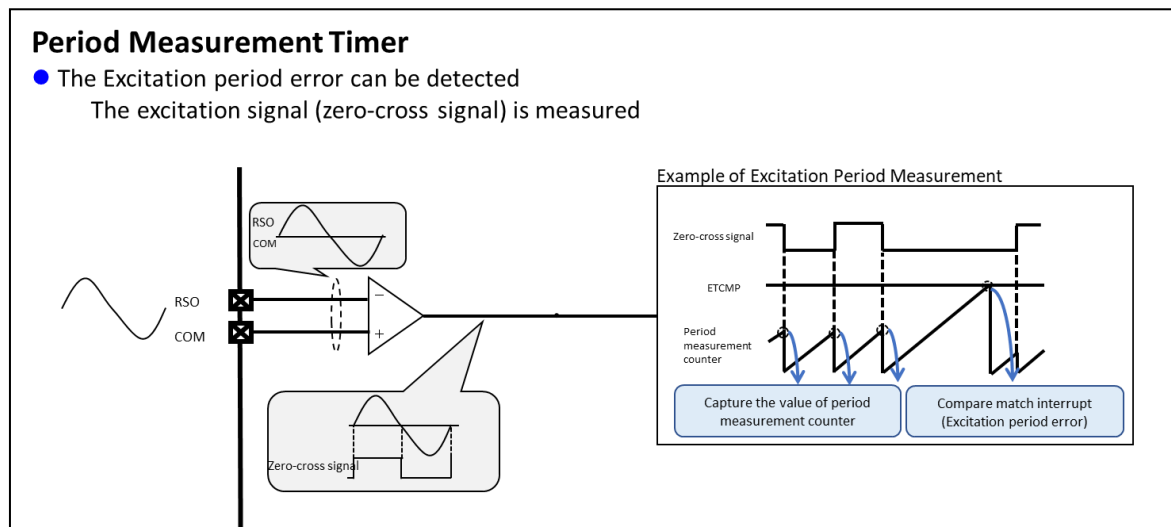 Period Measurement Timer
The Excitation period error can be detected
The excitation signal (zero-cross signal) is measured
Example of Excitation Period Measurement
RSO
COM
Zero-cross signal
RSO
COM
−
+
ETCMP
Period
measurement
counter
Zero-cross signal
Capture the value of period
measurement counter
Compare match interrupt
(Excitation period error)